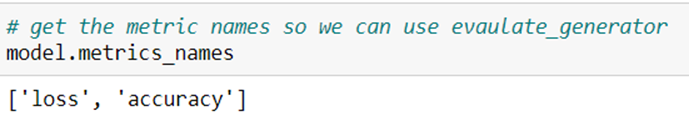 # get the metric names so we can use evaulate_generator
model.metrics_names
['loss', 'accuracy']